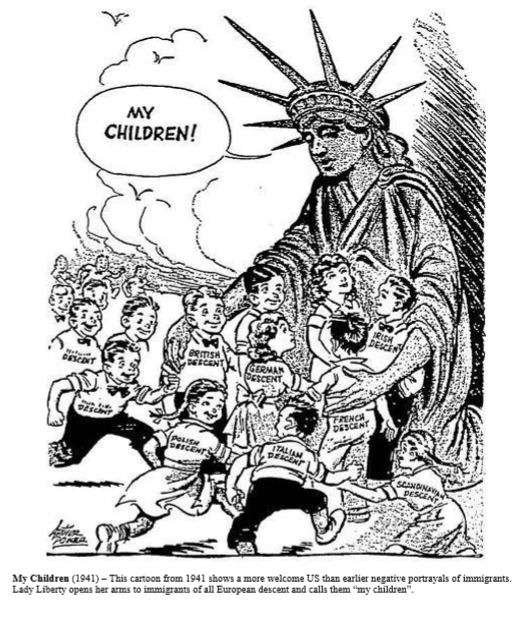 MY
CHILDREN!
DESCENT
DESCENT
BRITISH
DESCENT
GERMAN
DESCENT
IRISH
DESCENT
FRENCH
DESCENT
POLISH
DESCENT
ITALIAN
DESCENT
SCANDINAVIAN
DESCENT
My Children (1941) – This cartoon from 1941 shows a more welcome US than earlier negative portrayals of immigrants.
Lady Liberty opens her arms to immigrants of all European descent and calls them “my children”.